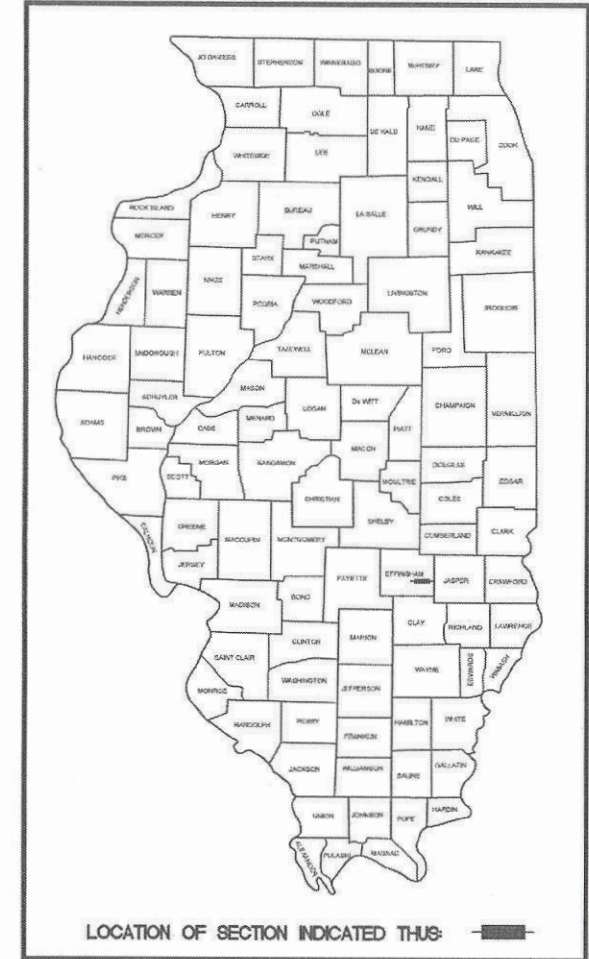 JO DAVIESS STEPHENSON WINNEBAGO BOONE McHENRY LAKE
CARROLL OGLE DE KALB KANE DU PAGE COOK
WHITESIDE LEE
KENDALL
ROCK ISLAND HENRY BUREAU LA SALLE GRUNDY WILL
MERCER PUTNAM
STARK MARSHALL KANKAKEE
HENDERSON WARREN KNOX PEORIA WOODFORD LIVINGSTON IROQUOIS
HANCOCK McDONOUGH FULTON TAZEWELL McLEAN FORD
SCHUYLER MASON
ADAMS BROWN CASS MENARD LOGAN De WITT PIATT CHAMPAIGN VERMILION
MACON
PIKE SCOTT MORGAN SANGAMON MOULTRIE DOUGLAS EDGAR
CHRISTIAN COLES
CALHOUN GREENE SHELBY CUMBERLAND CLARK
JERSEY MACOUPIN MONTGOMERY
FAYETTE EFFINGHAM JASPER CRAWFORD
MADISON BOND
CLINTON MARION CLAY RICHLAND LAWRENCE
SAINT CLAIR WAYNE EDWARDS WABASH
MONROE WASHINGTON JEFFERSON
RANDOLPH PERRY FRANKLIN HAMILTON WHITE
JACKSON WILLIAMSON SALINE GALLATIN
UNION JOHNSON POPE HARDIN
ALEXANDER PULASKI MASSAC
LOCATION OF SECTION INDICATED THUS: